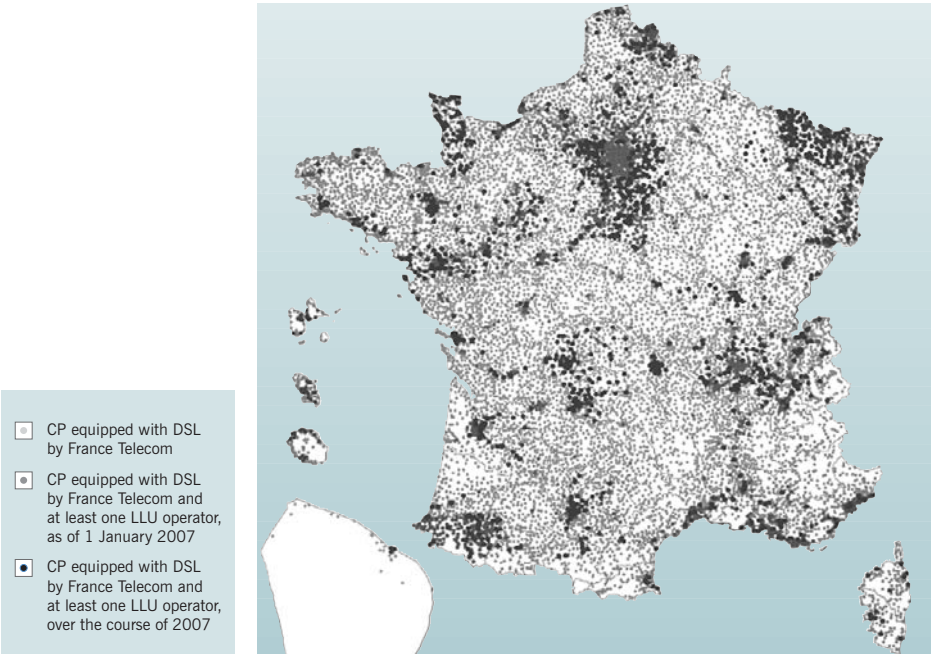 CP equipped with DSL
by France Telecom
CP equipped with DSL
by France Telecom and
at least one LLU operator,
as of 1 January 2007
CP equipped with DSL
by France Telecom and
at least one LLU operator,
over the course of 2007